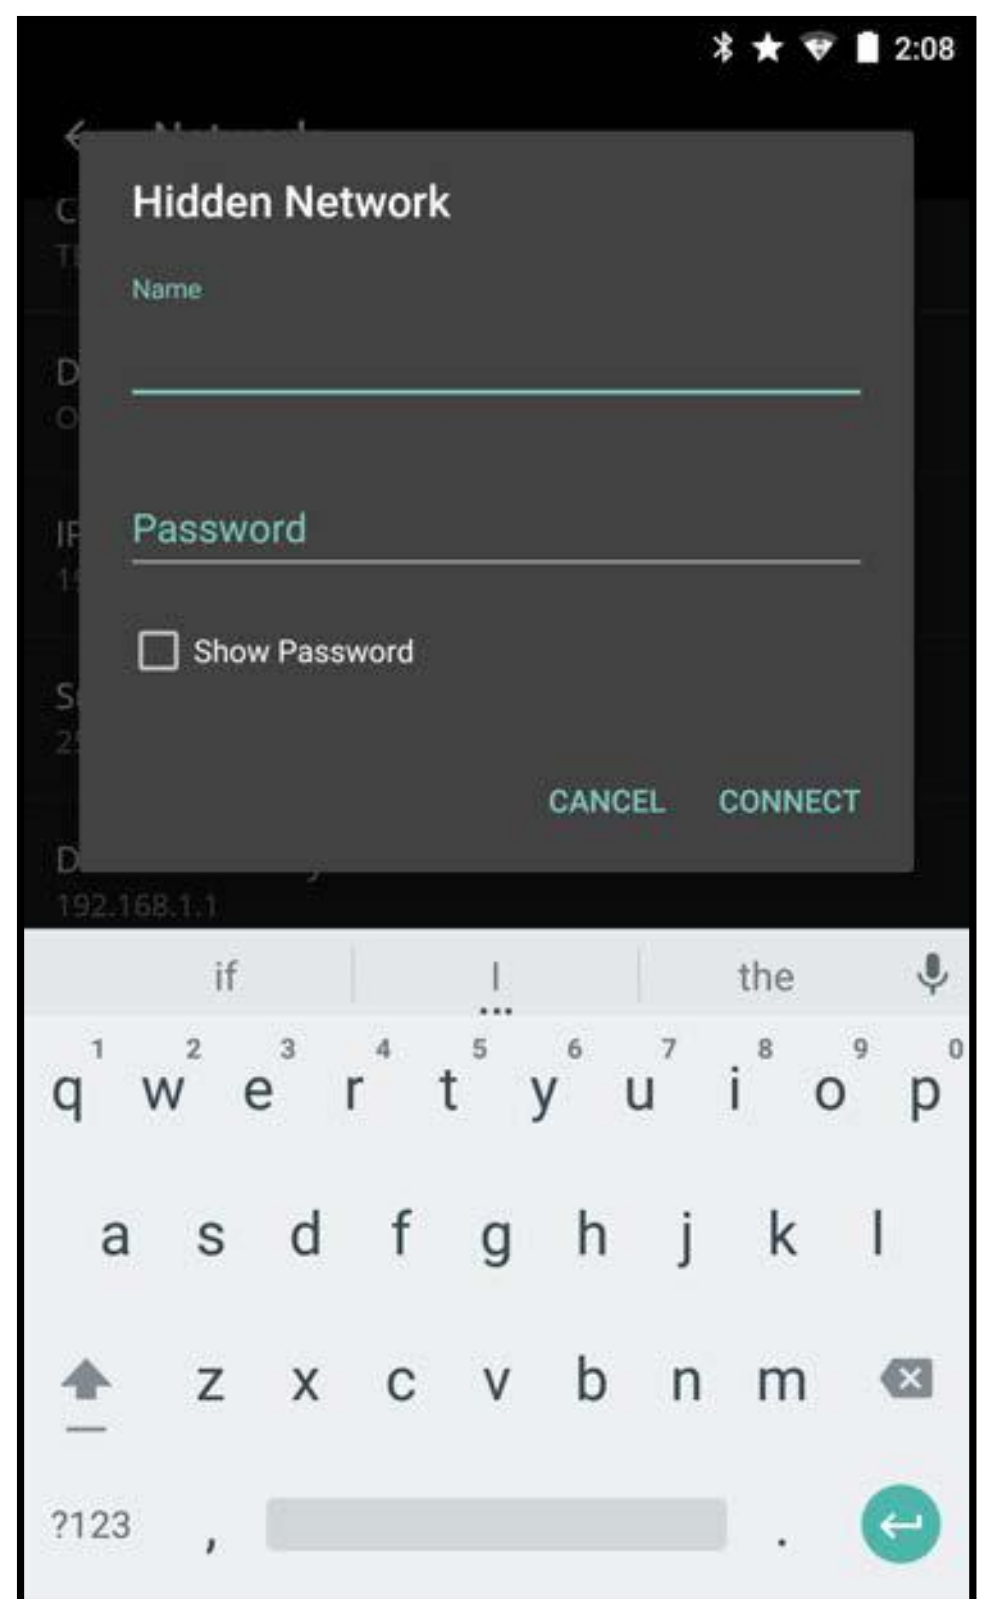 2:08
Hidden Network
Name
Password
Show Password
CANCEL CONNECT
192.168.1.1
if I the
1 2 3 4 5 6 7 8 9 0
q w e r t y u i o p
a s d f g h j k l
z x c v b n m
?123 , .